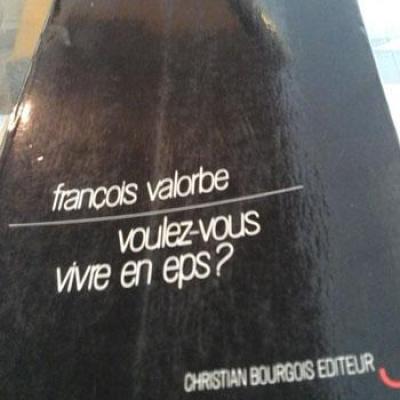 françois valorbe
voulez-vous
vivre en eps?
CHRISTIAN BOURGOIS EDITEUR